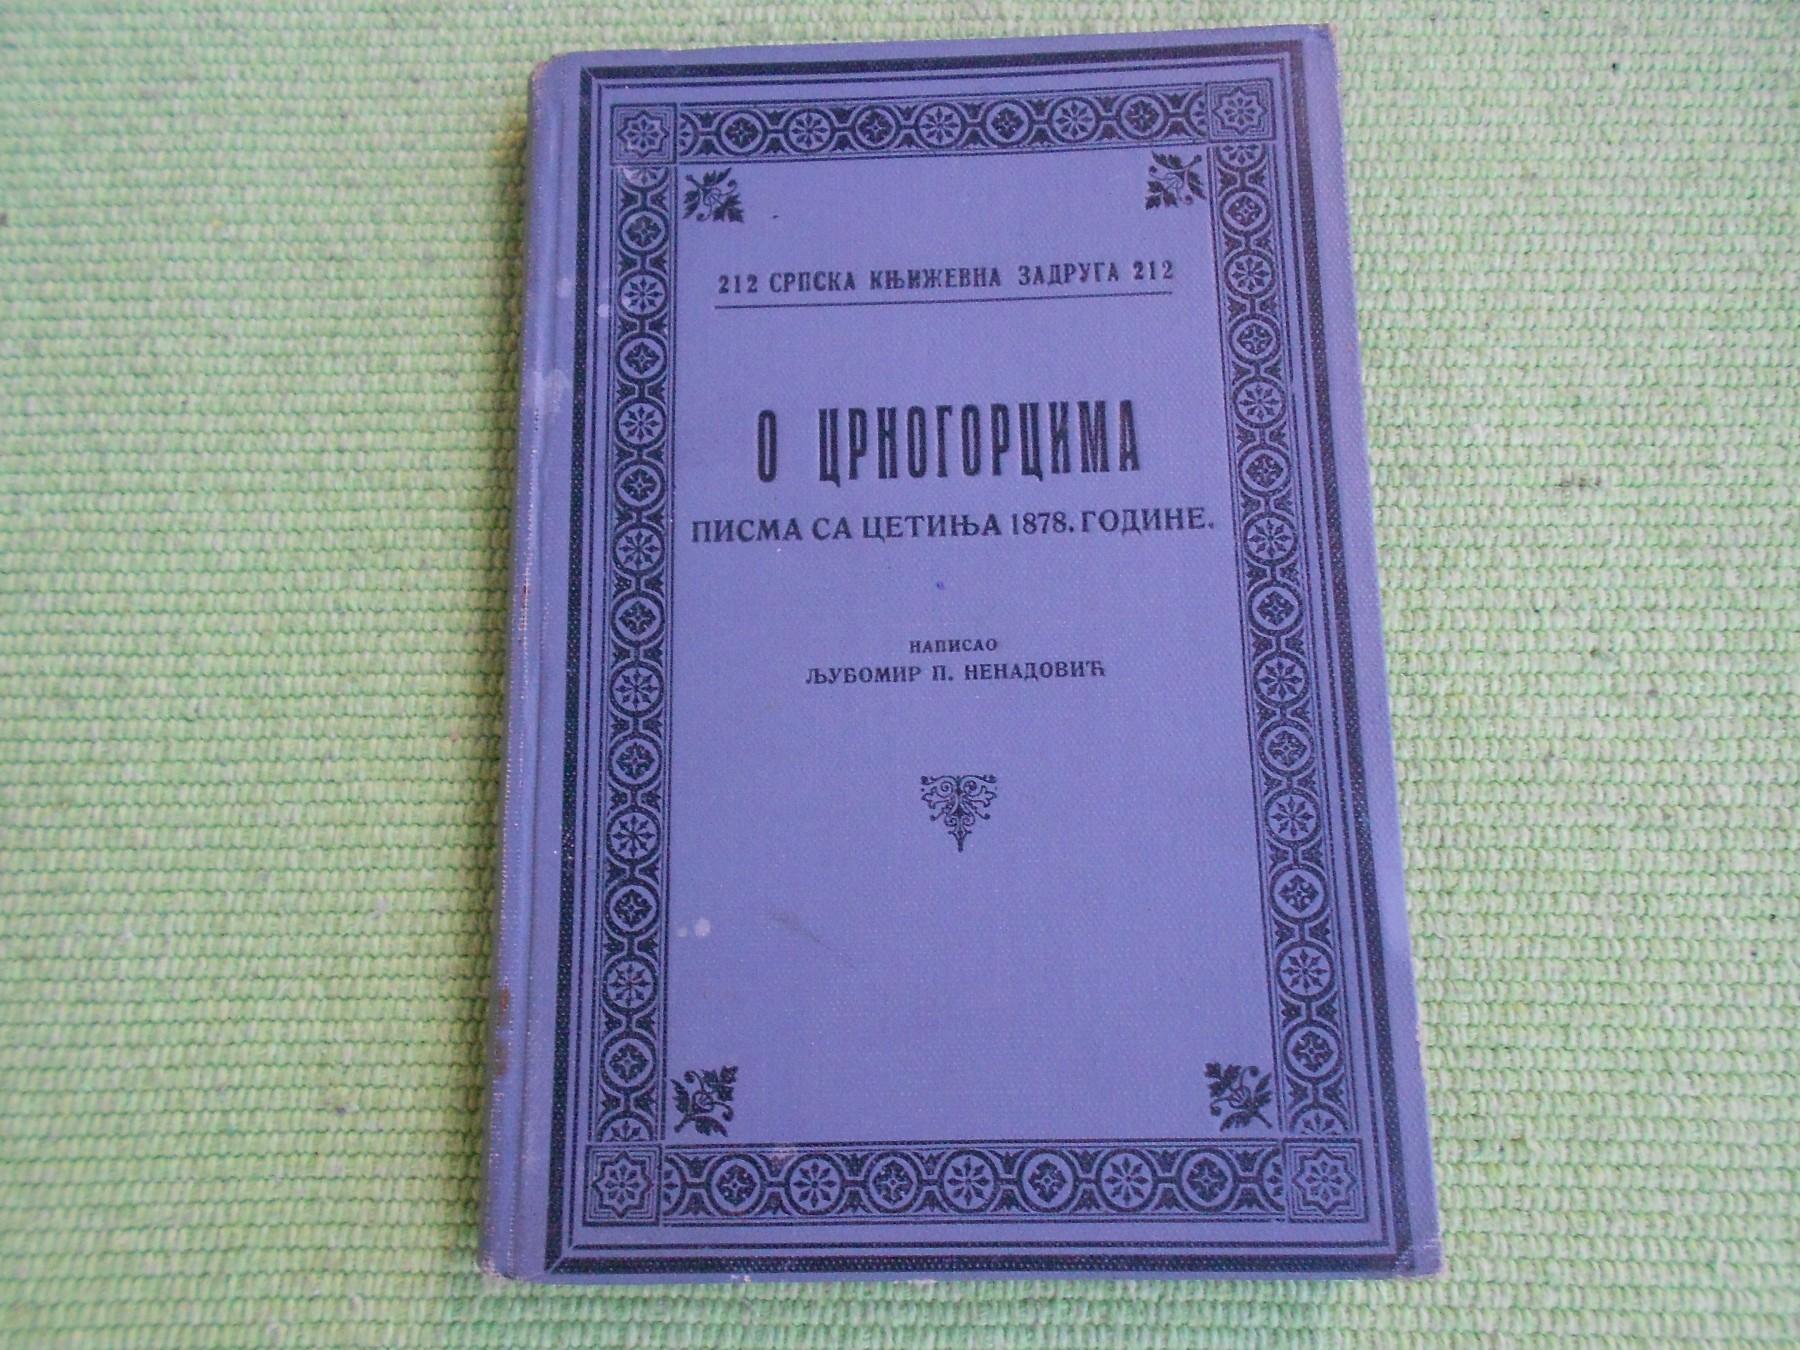 212 СРПСКА КЊИЖЕВНА ЗАДРУГА 212
О ЦРНОГОРЦИМА
ПИСМА СА ЦЕТИЊА 1878. ГОДИНЕ.
НАПИСАО
ЉУБОМИР П. НЕНАДОВИЋ